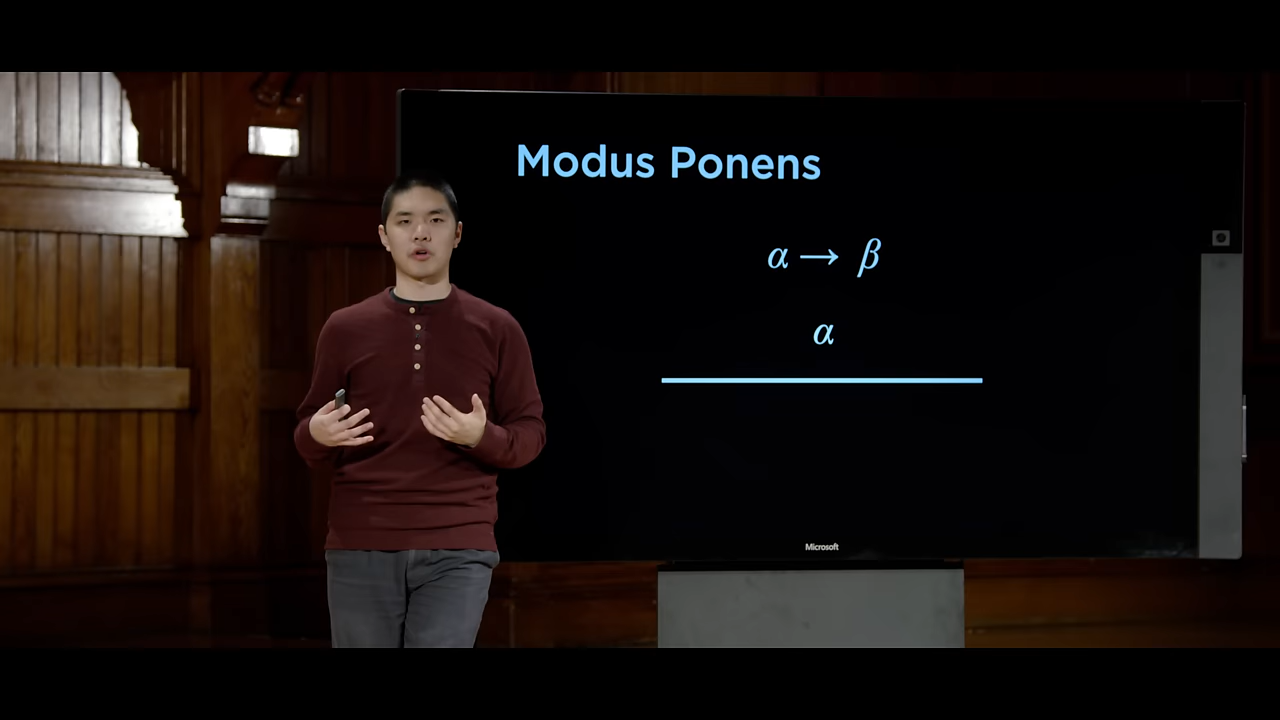 Modus Ponens
α → β
α
Microsoft